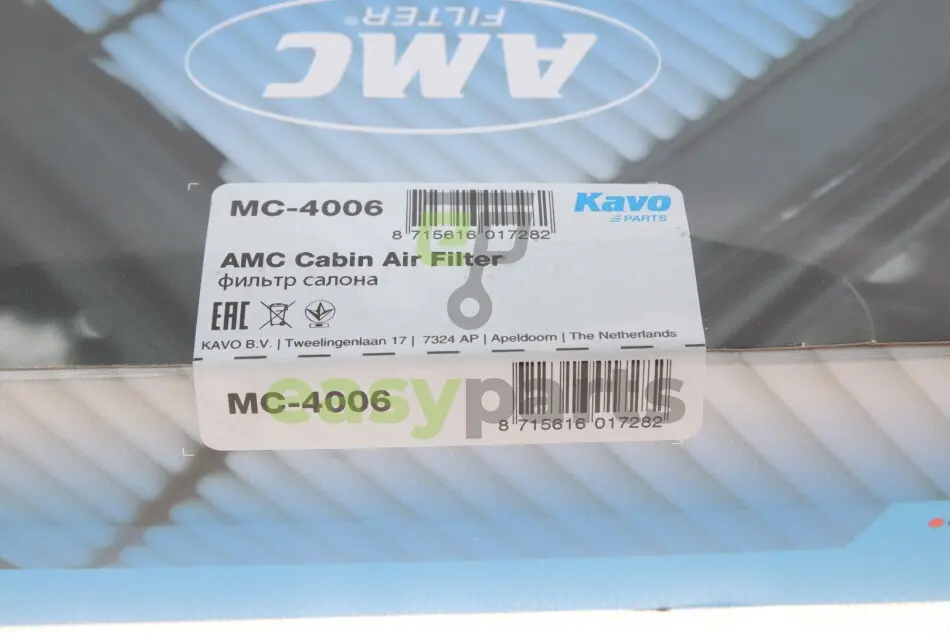 AMC
FILTER®
MC-4006
8 715616 017282
Kavo
PARTS
AMC Cabin Air Filter
фильтр салона
EAC
KAVO B.V. | Tweelingenlaan 17 | 7324 AP | Apeldoorn | The Netherlands
MC-4006
8 715616 017282
easyparts